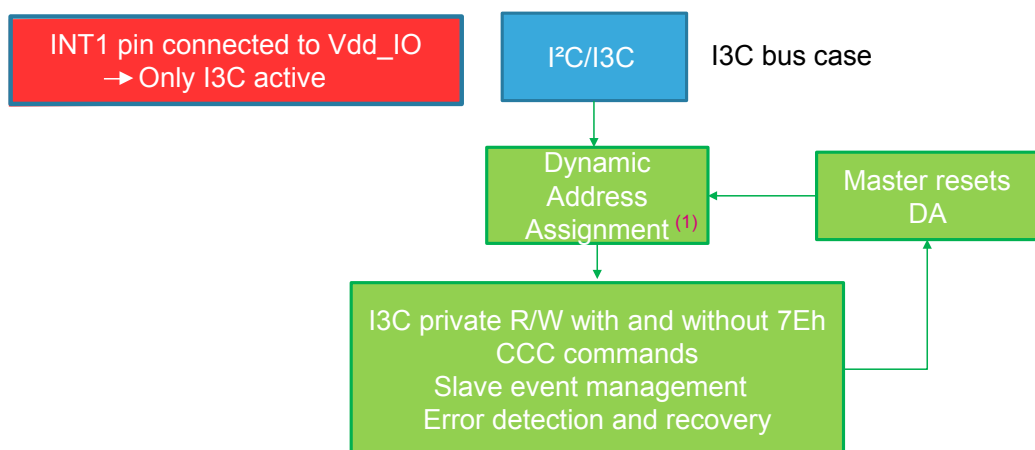 INT1 pin connected to Vdd_IO
→ Only I3C active
I²C/I3C
I3C bus case
Dynamic
Address
Assignment (1)
Master resets
DA
I3C private R/W with and without 7Eh
CCC commands
Slave event management
Error detection and recovery